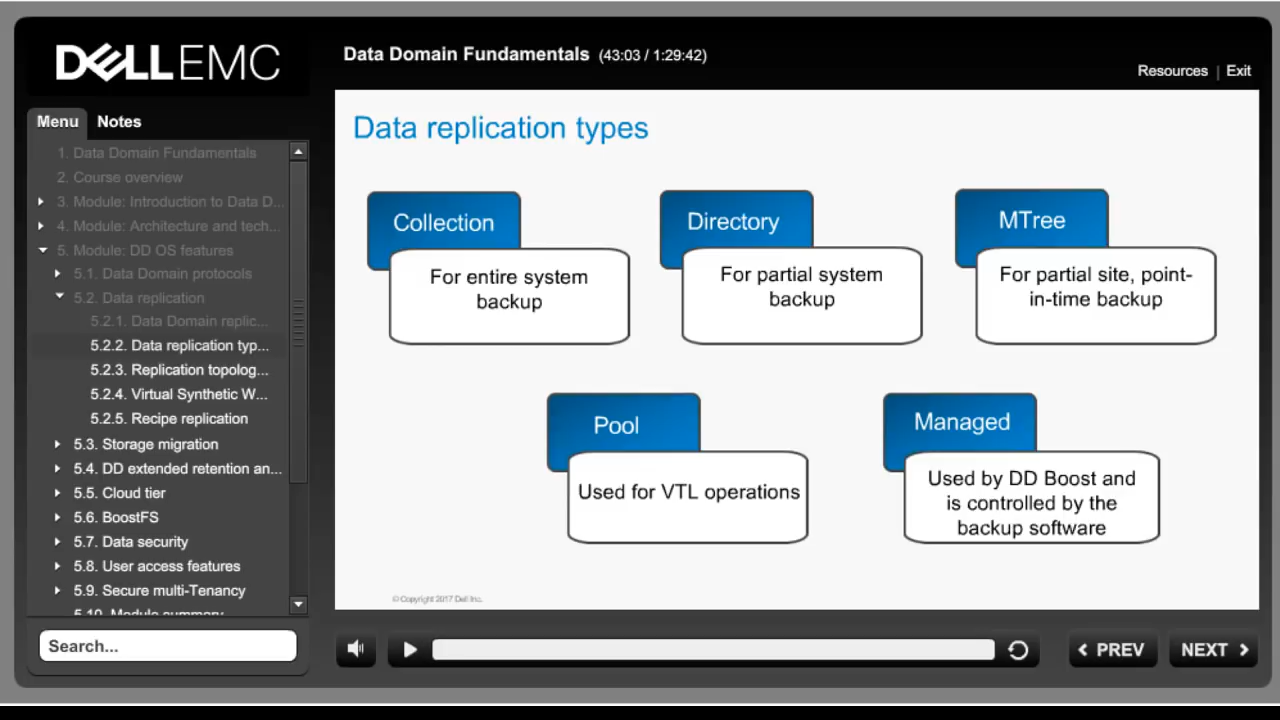 DELLEMC
Data Domain Fundamentals (43:03 / 1:29:42)
Resources | Exit
Menu
Notes
1. Data Domain Fundamentals
2. Course overview
3. Module: Introduction to Data D...
4. Module: Architecture and tech...
5. Module: DD OS features
5.1. Data Domain protocols
5.2. Data replication
5.2.1. Data Domain replic...
5.2.2. Data replication typ...
5.2.3. Replication topolog...
5.2.4. Virtual Synthetic W...
5.2.5. Recipe replication
5.3. Storage migration
5.4. DD extended retention an...
5.5. Cloud tier
5.6. BoostFS
5.7. Data security
5.8. User access features
5.9. Secure multi-Tenancy
5.10. Module summary
Search...
Data replication types
Collection
For entire system
backup
Directory
For partial system
backup
MTree
For partial site, point-
in-time backup
Pool
Used for VTL operations
Managed
Used by DD Boost and
is controlled by the
backup software
© Copyright 2017 Dell Inc.
PREV
NEXT